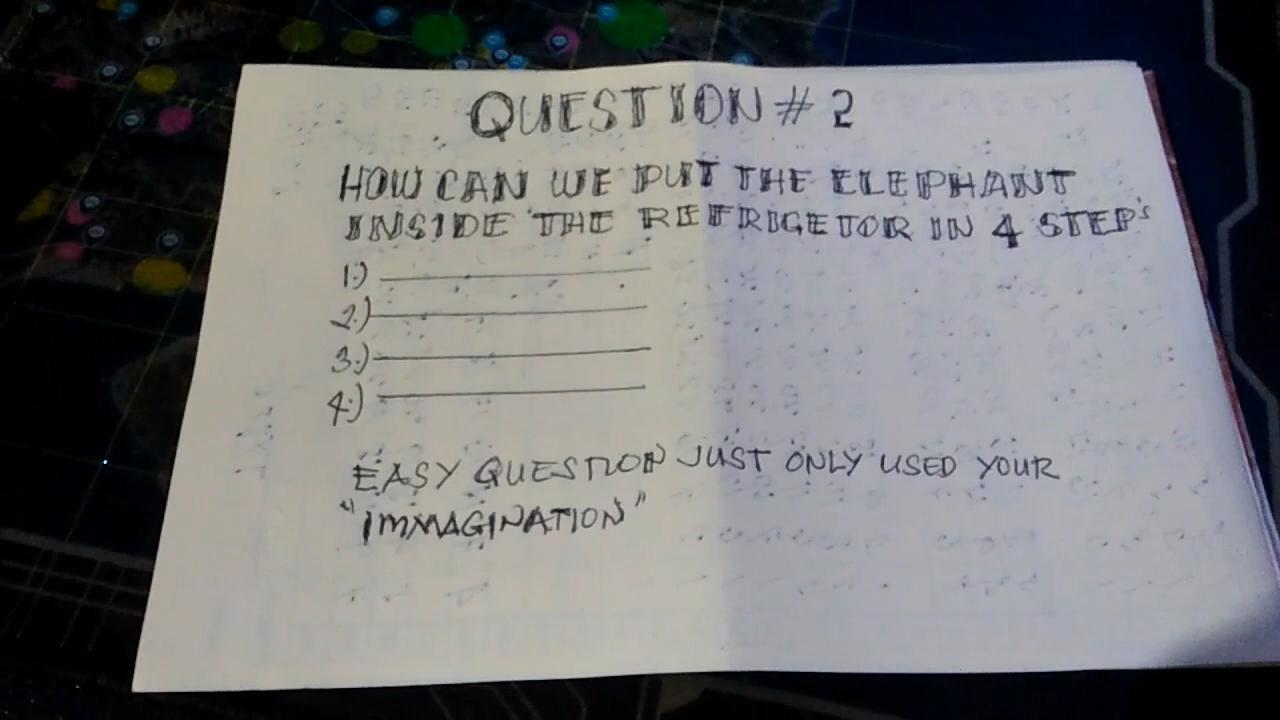 QUESTION # 2
HOW CAN WE PUT THE ELEPHANT
INSIDE THE REFRIGETOR IN 4 STEP'S
1.)
2.)
3.)
4.)
EASY QUESTION JUST ONLY USED YOUR
"IMMAGINATION"